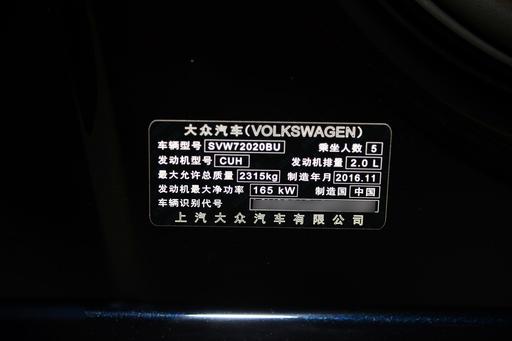 大众汽车(VOLKSWAGEN)
车辆型号 SVW72020BU 乘坐人数 5
发动机型号 CUH 发动机排量 2.0 L
最大允许总质量 2315kg 制造年月 2016.11
发动机最大净功率 165 kW 制造国 中国
车辆识别代号
上汽大众汽车有限公司